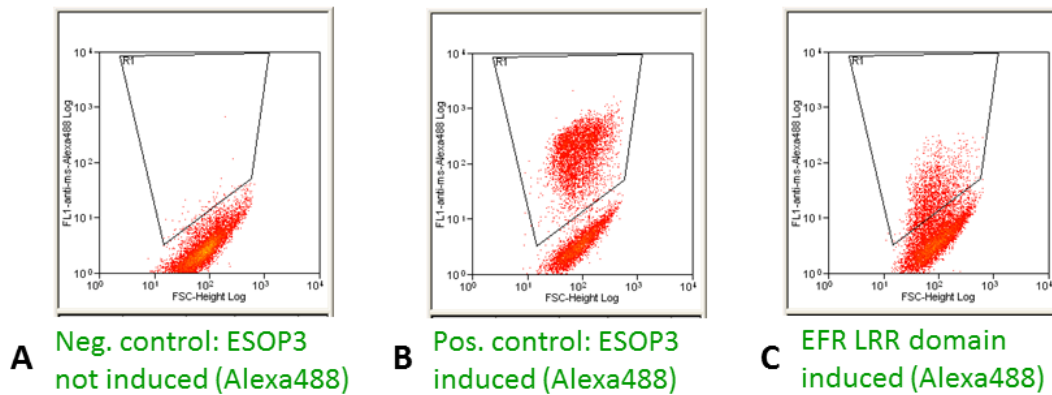 10⁴
R1
10³
10²
10¹
10⁰
FL1-anti-ms-Alexa488 Log
10⁰ 10¹ 10² 10³ 10⁴
FSC-Height Log
A Neg. control: ESOP3
not induced (Alexa488)
10⁴
R1
10³
10²
10¹
10⁰
FL1-anti-ms-Alexa488 Log
10⁰ 10¹ 10² 10³ 10⁴
FSC-Height Log
B Pos. control: ESOP3
induced (Alexa488)
10⁴
R1
10³
10²
10¹
10⁰
FL1-anti-ms-Alexa488 Log
10⁰ 10¹ 10² 10³ 10⁴
FSC-Height Log
C EFR LRR domain
induced (Alexa488)